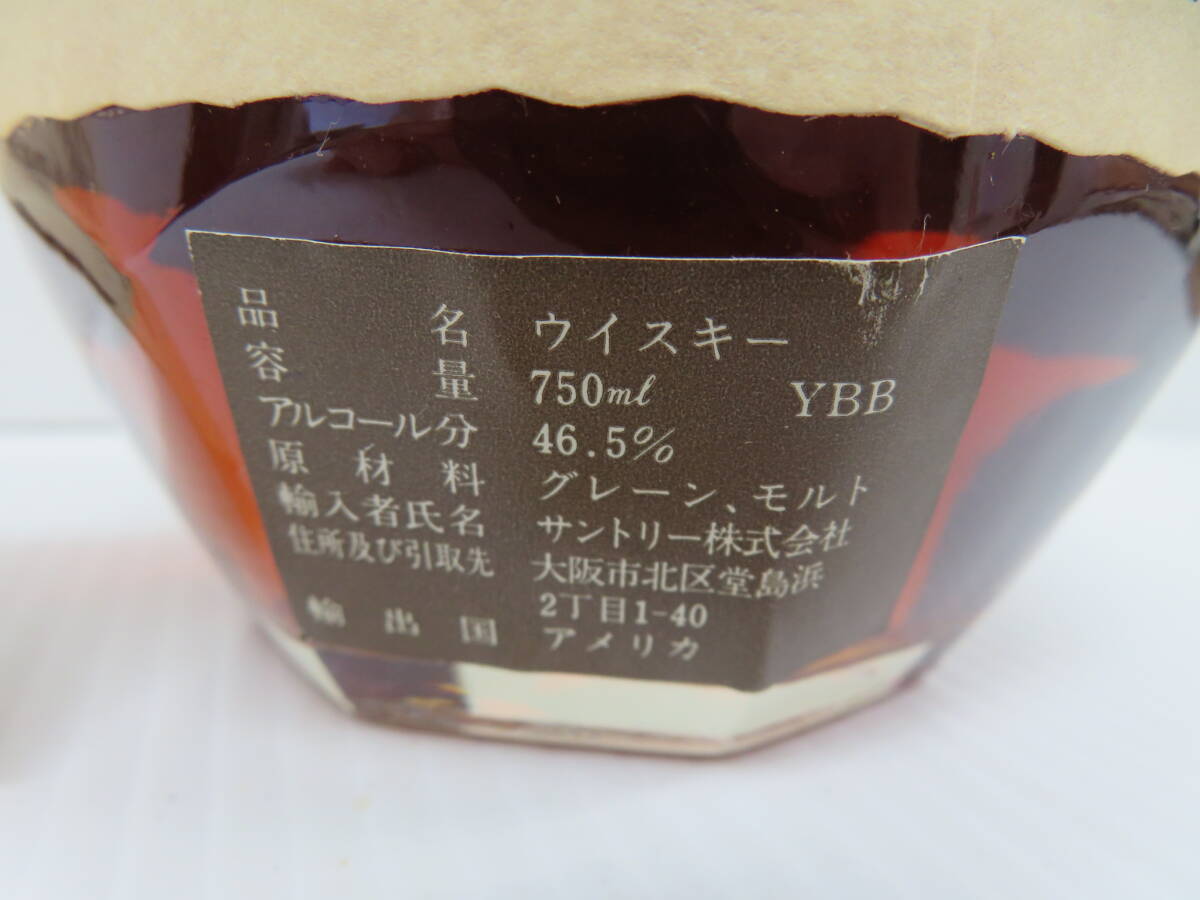 品名 ウイスキー
容量 750ml YBB
アルコール分 46.5%
原材料 グレーン、モルト
輸入者氏名 サントリー株式会社
住所及び引取先 大阪市北区堂島浜
2丁目1-40
輸出国 アメリカ